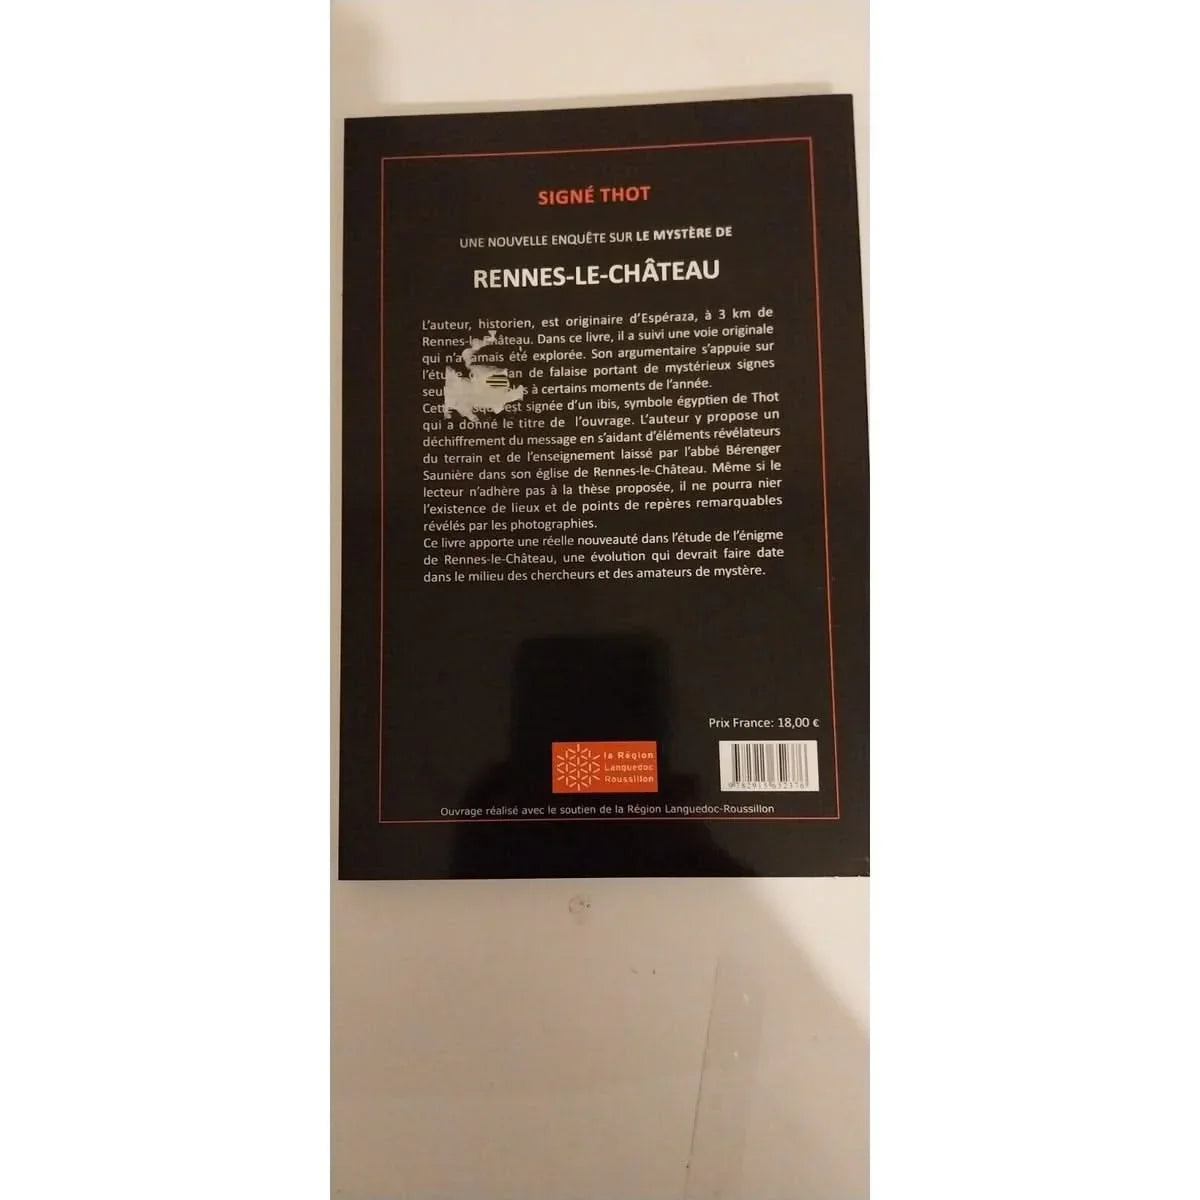 SIGNÉ THOT
UNE NOUVELLE ENQUÊTE SUR LE MYSTÈRE DE
RENNES-LE-CHÂTEAU
L'auteur, historien, est originaire d'Espéraza, à 3 km de
Rennes-le-Château. Dans ce livre, il a suivi une voie originale
qui n'a jamais été explorée. Son argumentaire s'appuie sur
l'étude pan de falaise portant de mystérieux signes
à certains moments de l'année.
Cette est signée d'un ibis, symbole égyptien de Thot
qui a donné le titre de l'ouvrage. L'auteur y propose un
déchiffrement du message en s'aidant d'éléments révélateurs
du terrain et de l'enseignement laissé par l'abbé Bérenger
Saunière dans son église de Rennes-le-Château. Même si le
lecteur n'adhère pas à la thèse proposée, il ne pourra nier
l'existence de lieux et de points de repères remarquables
révélés par les photographies.
Ce livre apporte une réelle nouveauté dans l'étude de l'énigme
de Rennes-le-Château, une évolution qui devrait faire date
dans le milieu des chercheurs et des amateurs de mystère.
Prix France: 18,00 €
la Région
Languedoc
Roussillon
9782915632376
Ouvrage réalisé avec le soutien de la Région Languedoc-Roussillon